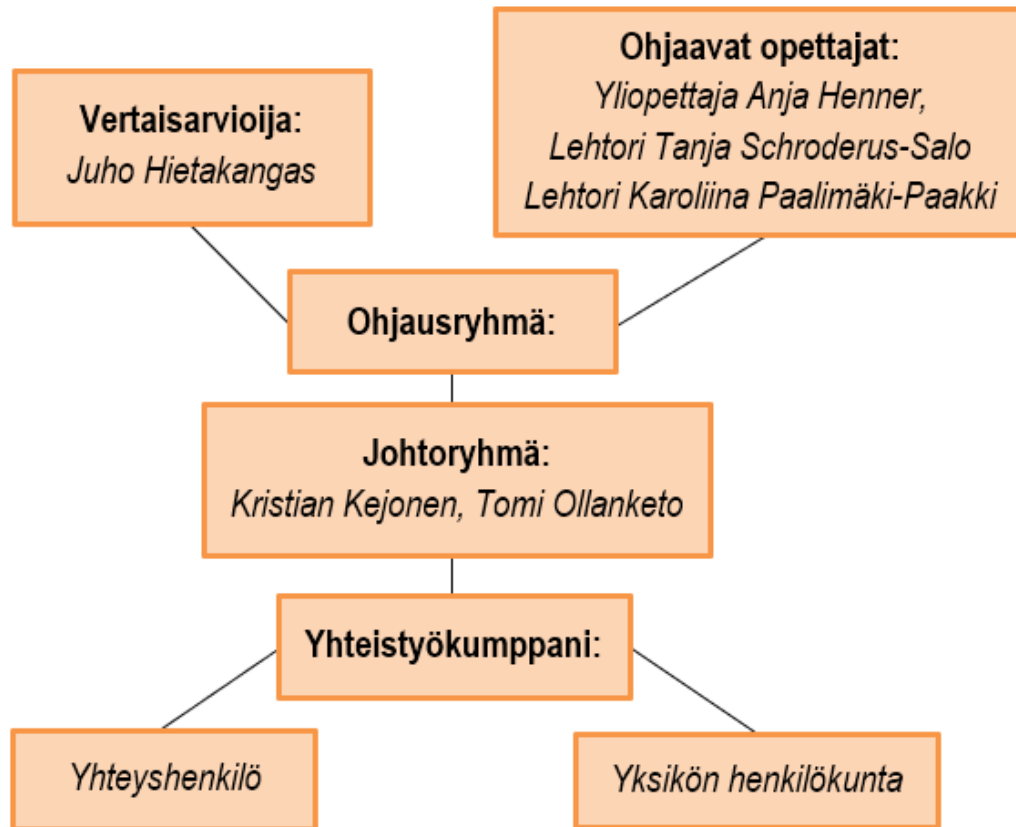 Vertaisarvioija:
Juho Hietakangas
Ohjaavat opettajat:
Yliopettaja Anja Henner,
Lehtori Tanja Schroderus-Salo
Lehtori Karoliina Paalimäki-Paakki
Ohjausryhmä:
Johtoryhmä:
Kristian Kejonen, Tomi Ollanketo
Yhteistyökumppani:
Yhteyshenkilö
Yksikön henkilökunta